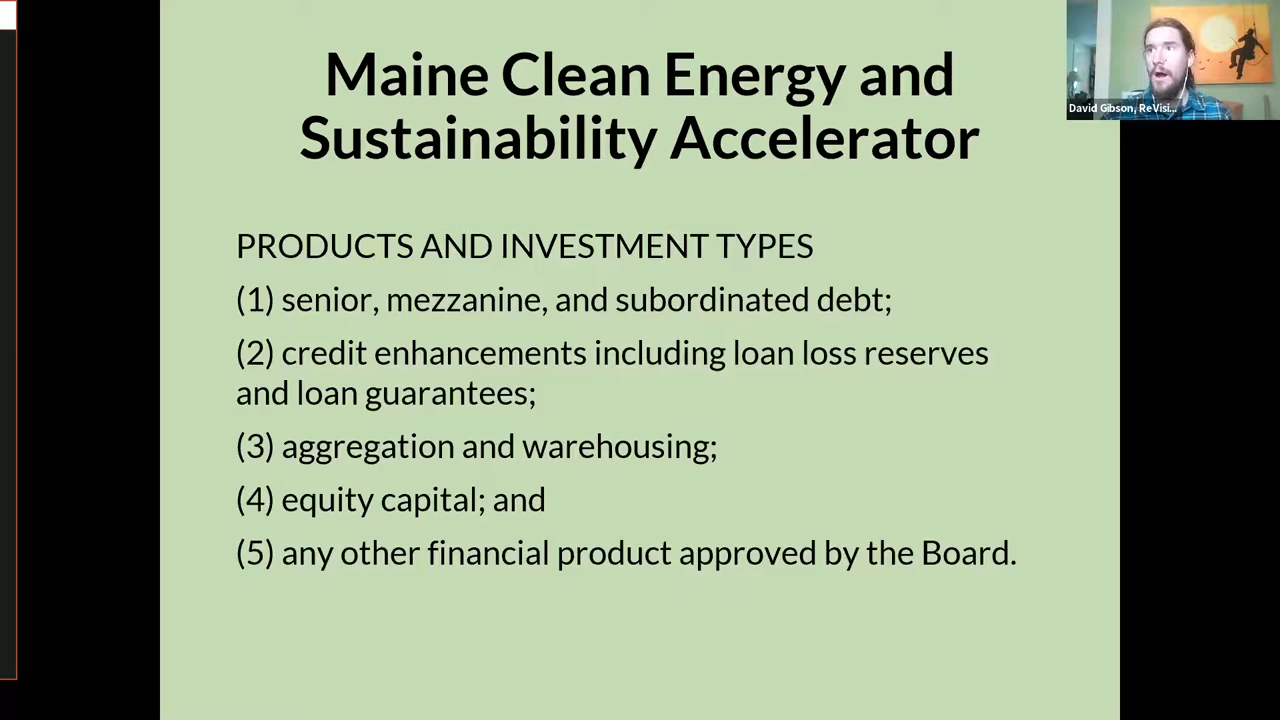 Maine Clean Energy and
Sustainability Accelerator
PRODUCTS AND INVESTMENT TYPES
(1) senior, mezzanine, and subordinated debt;
(2) credit enhancements including loan loss reserves
and loan guarantees;
(3) aggregation and warehousing;
(4) equity capital; and
(5) any other financial product approved by the Board.
David Gibson, ReVisi...